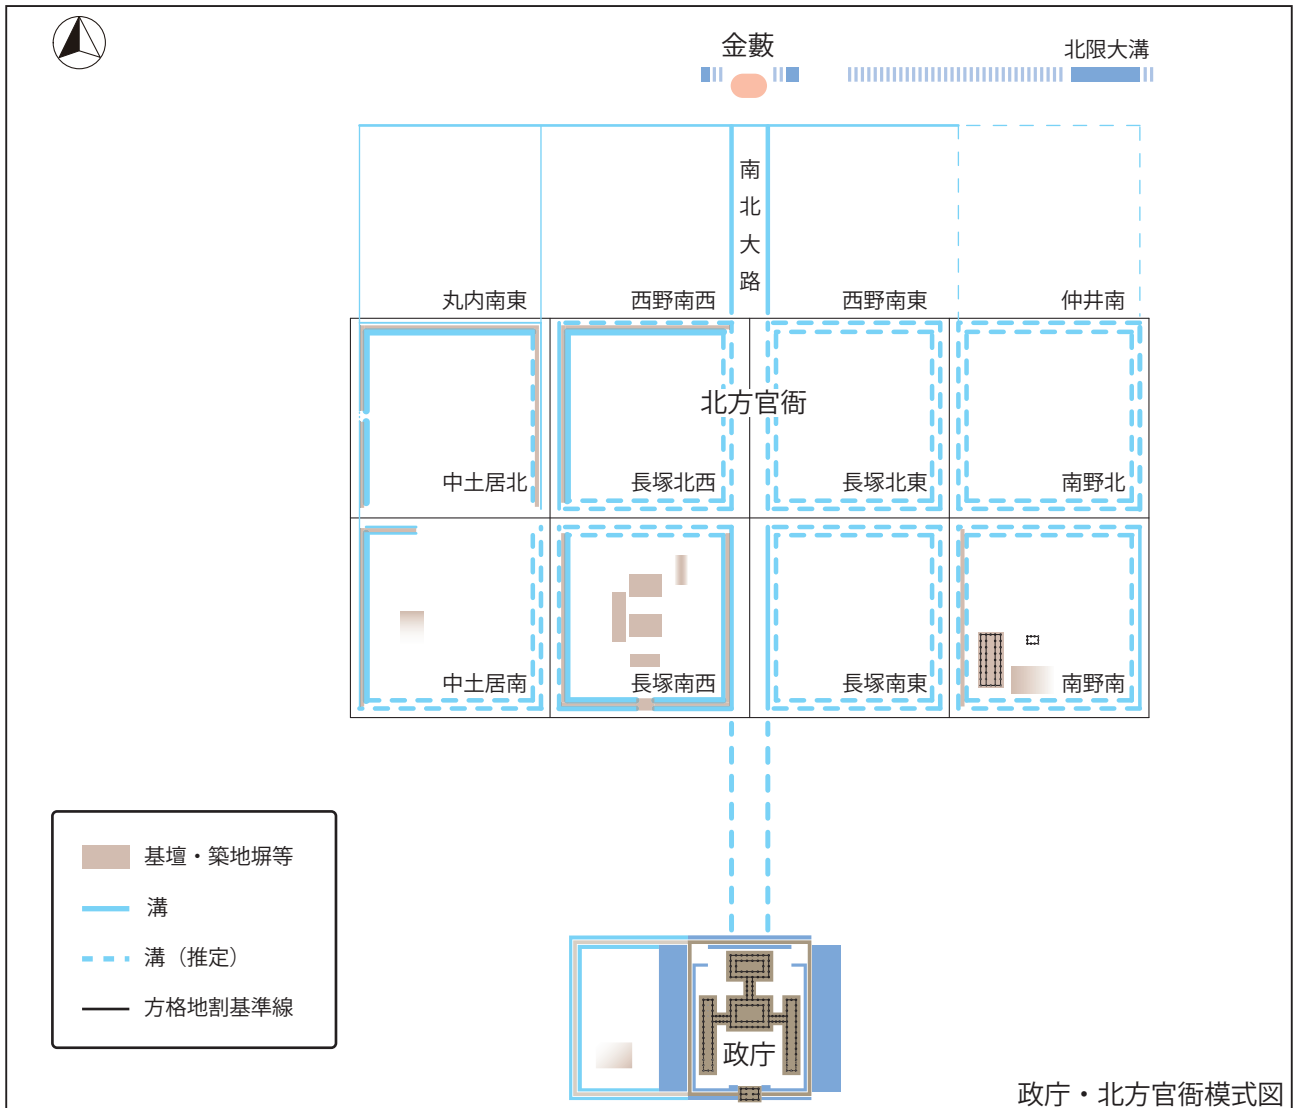 金藪
北限大溝
南北大路
丸内南東
西野南西
西野南東
仲井南
北方官衙
中土居北
長塚北西
長塚北東
南野北
中土居南
長塚南西
長塚南東
南野南
基壇・築地塀等
溝
溝（推定）
方格地割基準線
政庁
政庁・北方官衙模式図